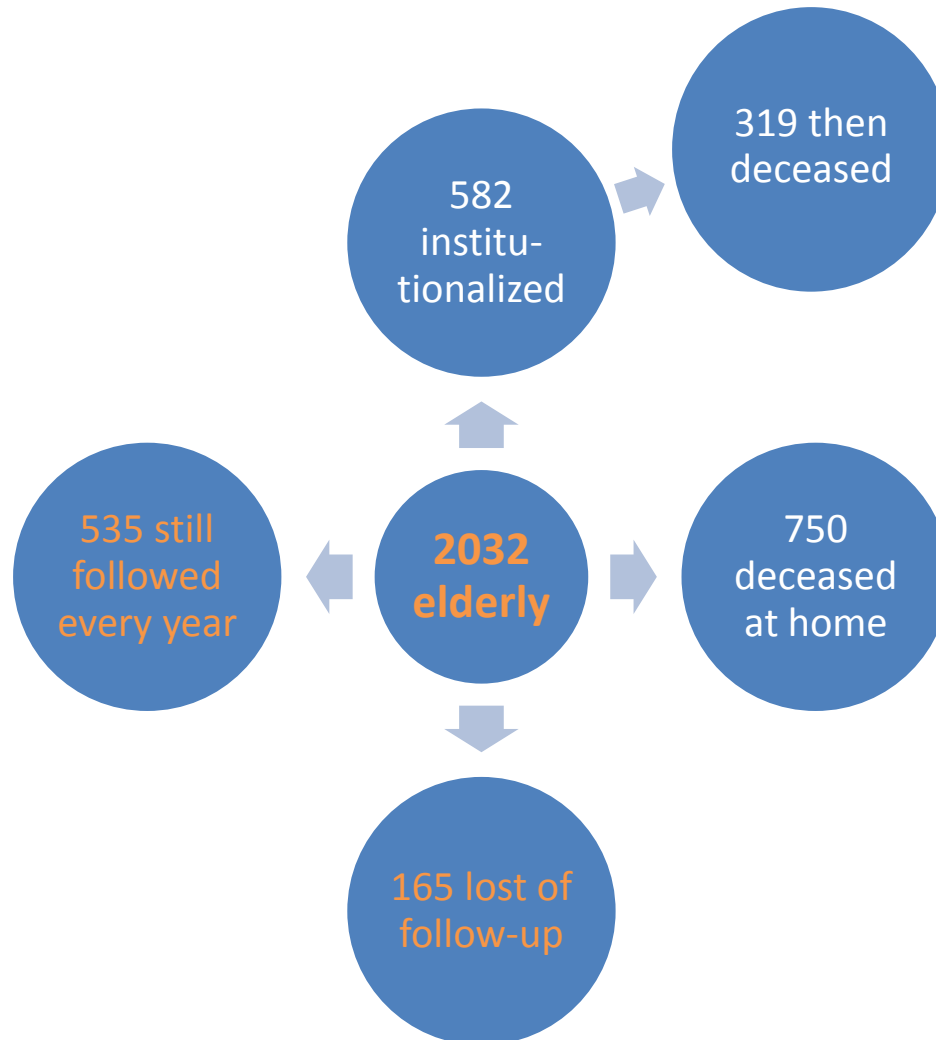 319 then
deceased
582
institu-
tionalized
535 still
followed
every year
2032
elderly
750
deceased
at home
165 lost of
follow-up